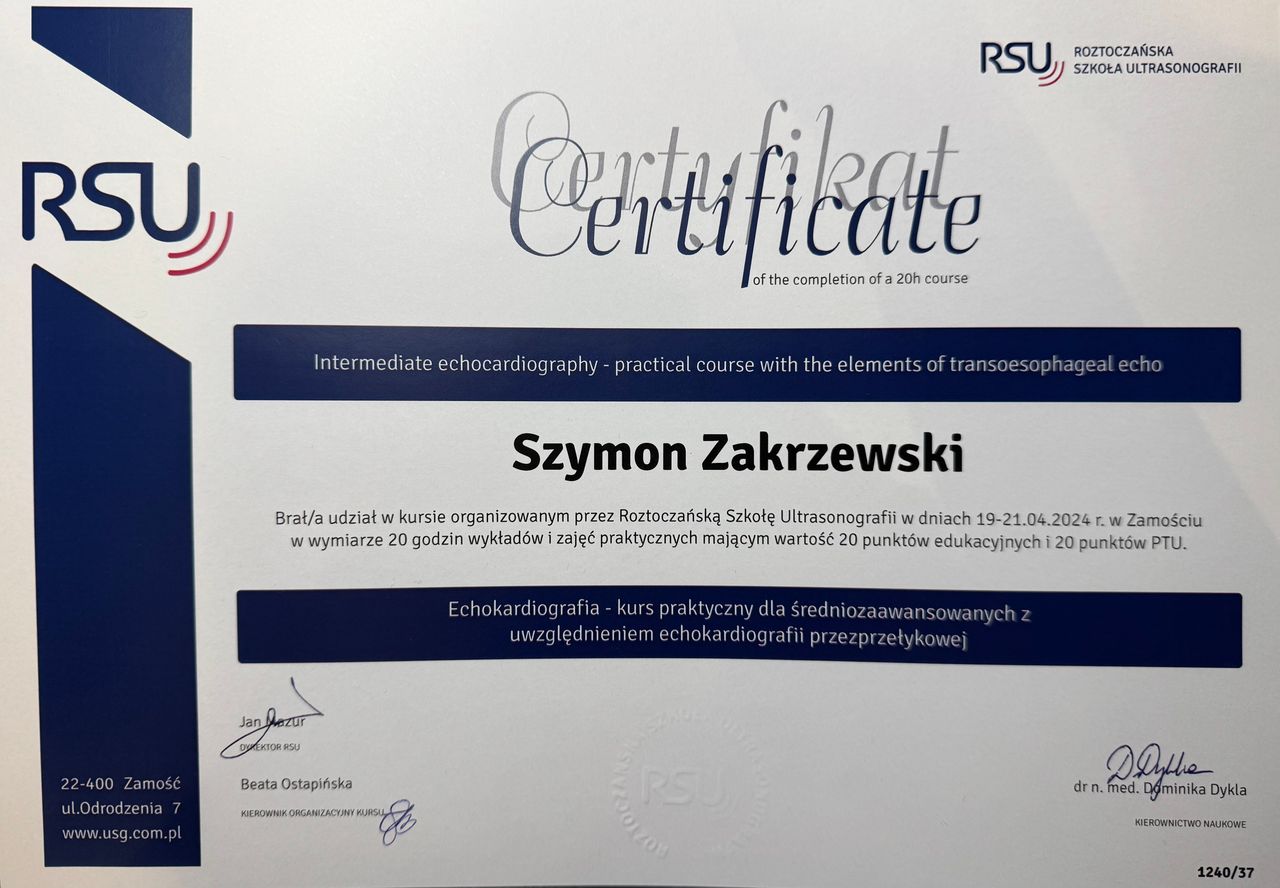 RSU
ROZTOCZAŃSKA
SZKOŁA ULTRASONOGRAFII
RSU
Certyfikat
Certificate
of the completion of a 20h course
Intermediate echocardiography - practical course with the elements of transoesophageal echo
Szymon Zakrzewski
Brał/a udział w kursie organizowanym przez Roztoczańską Szkołę Ultrasonografii w dniach 19-21.04.2024 r. w Zamościu
w wymiarze 20 godzin wykładów i zajęć praktycznych mającym wartość 20 punktów edukacyjnych i 20 punktów PTU.
Echokardiografia - kurs praktyczny dla średniozaawansowanych z
uwzględnieniem echokardiografii przezprzełykowej
Jan Mazur
DYREKTOR RSU
Beata Ostapińska
KIEROWNIK ORGANIZACYJNY KURSU
RSU
D Dykla
dr n. med. Dominika Dykla
KIEROWNICTWO NAUKOWE
22-400 Zamość
ul.Odrodzenia 7
www.usg.com.pl
1240/37